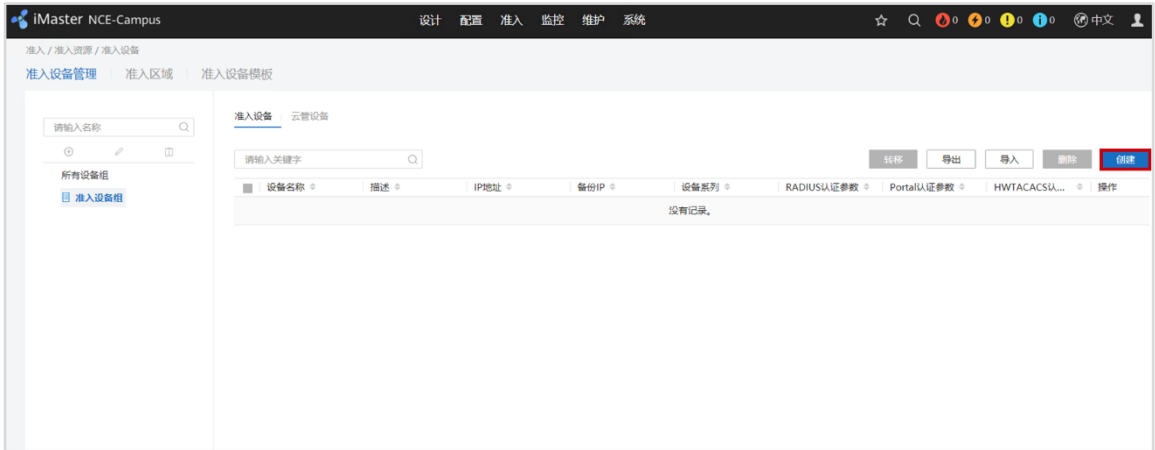 iMaster NCE-Campus 设计 配置 准入 监控 维护 系统 0 0 0 0 中文
准入 / 准入资源 / 准入设备
准入设备管理 准入区域 准入设备模板
请输入名称
所有设备组
准入设备组
准入设备 云管设备
请输入关键字 转移 导出 导入 删除 创建
设备名称 描述 IP地址 备份IP 设备系列 RADIUS认证参数 Portal认证参数 HWTACACS认... 操作
没有记录。